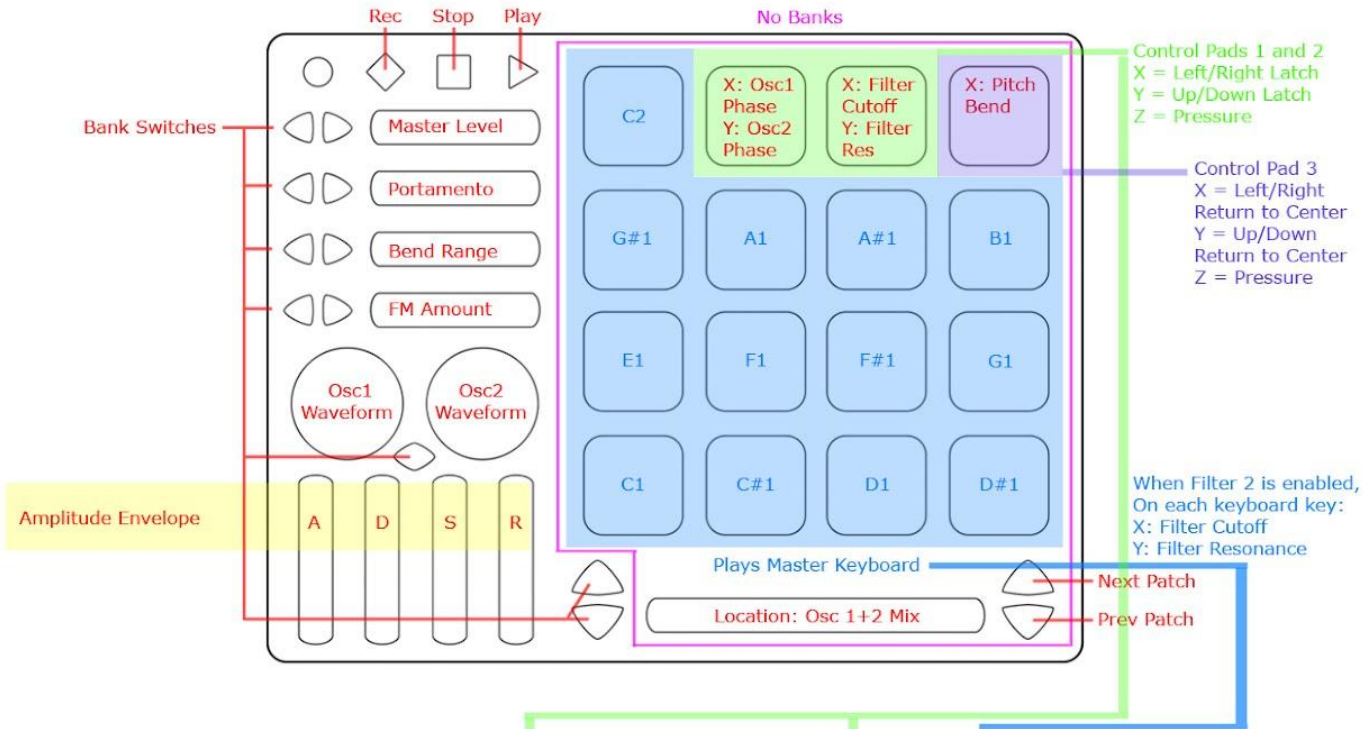 Rec Stop Play
No Banks
Control Pads 1 and 2
X = Left/Right Latch
Y = Up/Down Latch
Z = Pressure
Bank Switches
Master Level
Portamento
Bend Range
FM Amount
C2
X: Osc1
Phase
Y: Osc2
Phase
X: Filter
Cutoff
Y: Filter
Res
X: Pitch
Bend
Control Pad 3
X = Left/Right
Return to Center
Y = Up/Down
Return to Center
Z = Pressure
G#1 A1 A#1 B1
E1 F1 F#1 G1
Osc1
Waveform
Osc2
Waveform
C1 C#1 D1 D#1
Amplitude Envelope
A D S R
When Filter 2 is enabled,
On each keyboard key:
X: Filter Cutoff
Y: Filter Resonance
Plays Master Keyboard
Next Patch
Location: Osc 1+2 Mix
Prev Patch